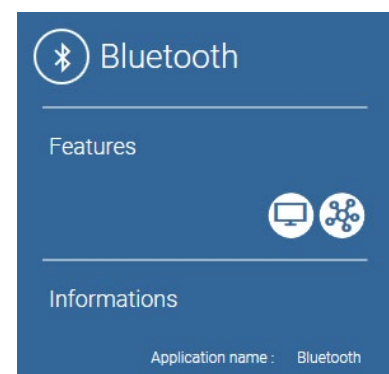 Bluetooth
Features
Informations
Application name : Bluetooth